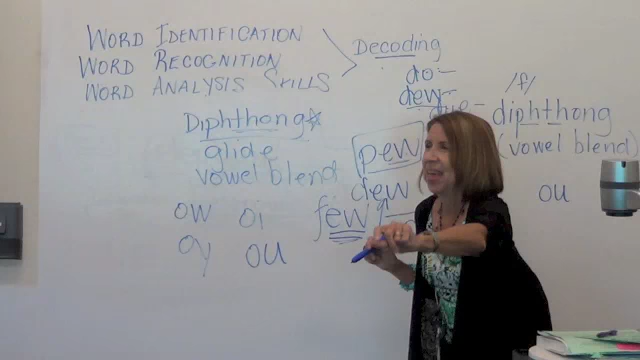 WORD IDENTIFICATION
WORD RECOGNITION
WORD ANALYSIS SKILLS
Decoding
do-
dew-
due-
/f/
diphthong
(vowel blend)
ou
Diphthong
glide
vowel blend
ow oi
oy ou
pew
dew
few